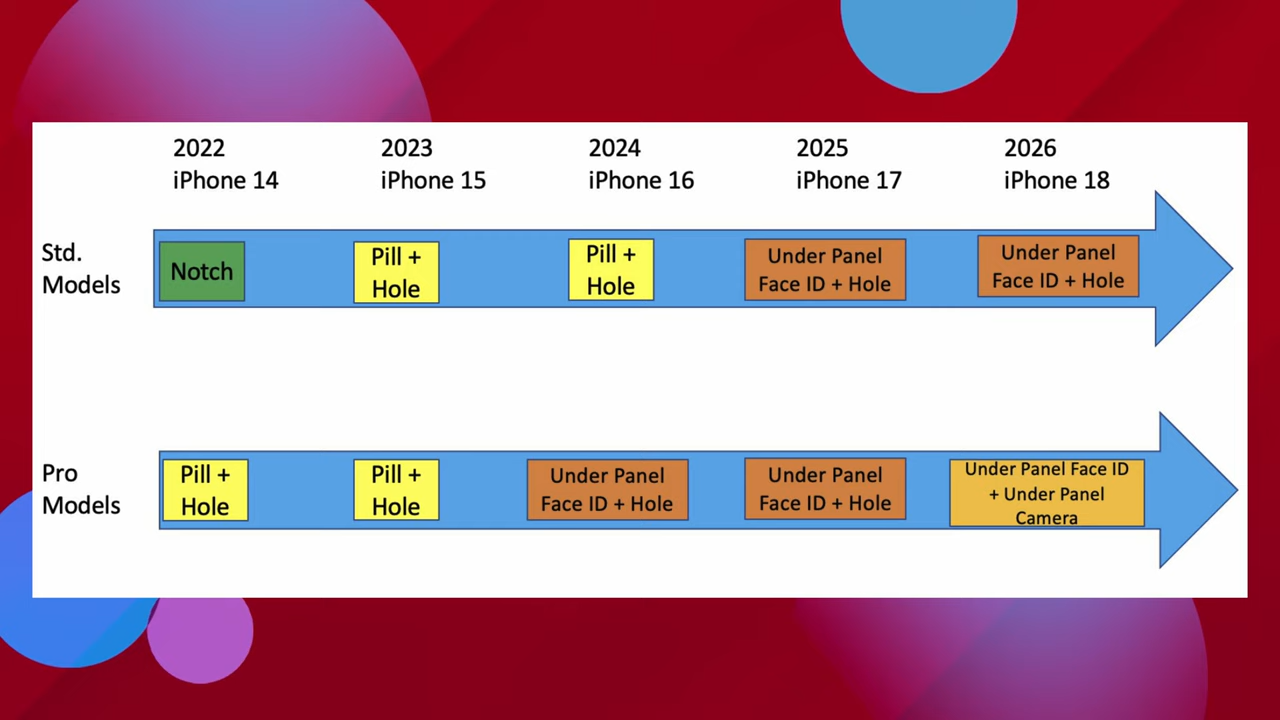 2022
iPhone 14
2023
iPhone 15
2024
iPhone 16
2025
iPhone 17
2026
iPhone 18
Std.
Models
Notch
Pill +
Hole
Pill +
Hole
Under Panel
Face ID + Hole
Under Panel
Face ID + Hole
Pro
Models
Pill +
Hole
Pill +
Hole
Under Panel
Face ID + Hole
Under Panel
Face ID + Hole
Under Panel Face ID
+ Under Panel
Camera